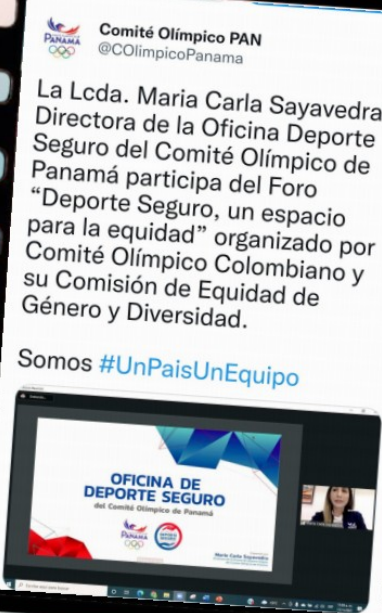 Comité Olímpico PAN
@COlimpicoPanama
La Lcda. Maria Carla Sayavedra
Directora de la Oficina Deporte
Seguro del Comité Olímpico de
Panamá participa del Foro
“Deporte Seguro, un espacio
para la equidad” organizado por
Comité Olímpico Colombiano y
su Comisión de Equidad de
Género y Diversidad.
Somos #UnPaisUnEquipo
OFICINA DE
DEPORTE SEGURO
del Comité Olímpico de Panamá
PANAMÁ
Maria Carla Sayavedra